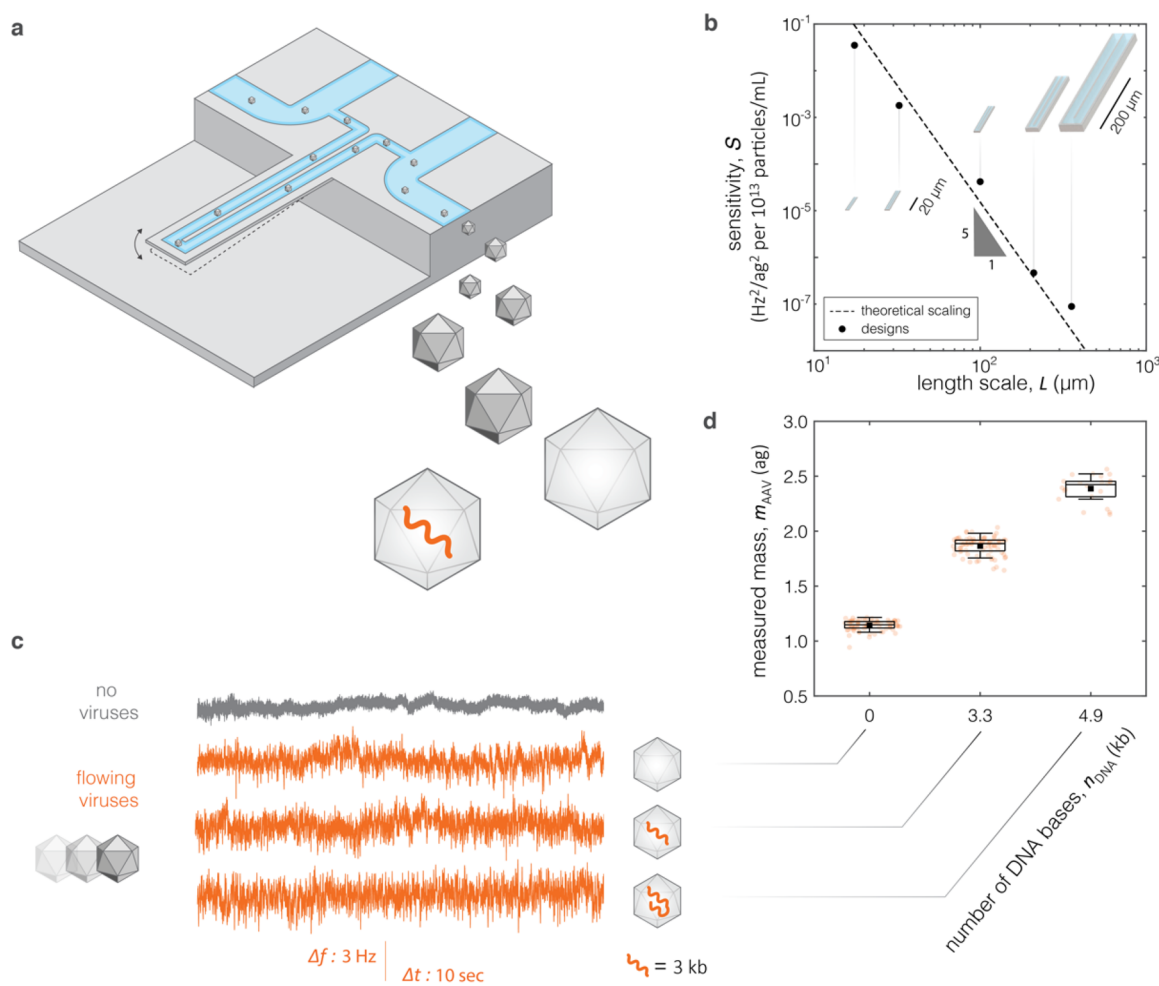 a
b
sensitivity, S
(Hz²/ag² per 10¹³ particles/mL)
10⁻¹
10⁻³
10⁻⁵
10⁻⁷
200 µm
20 µm
5
1
theoretical scaling
designs
10¹
10²
10³
length scale, L (µm)
c
no
viruses
flowing
viruses
Δf : 3 Hz
Δt : 10 sec
= 3 kb
d
measured mass, mAAV (ag)
3.0
2.5
2.0
1.5
1.0
0.5
0
3.3
4.9
number of DNA bases, nDNA (kb)